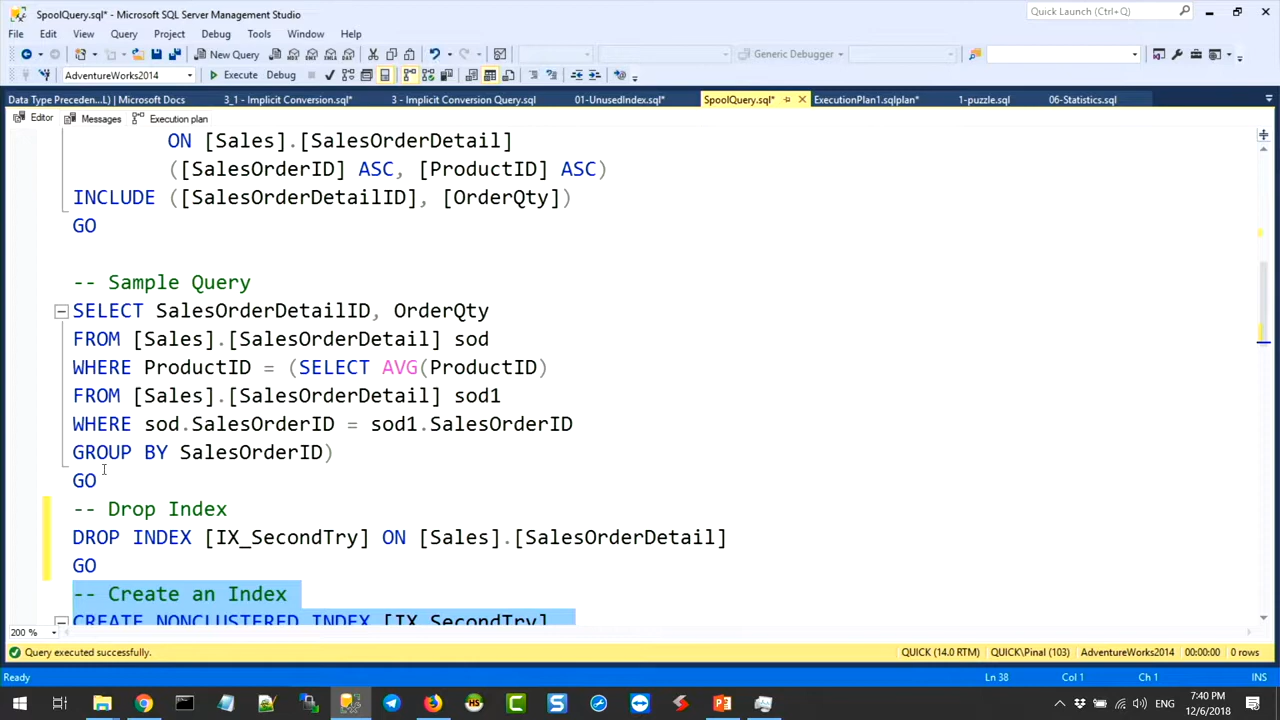 SpoolQuery.sql* - Microsoft SQL Server Management Studio
Quick Launch (Ctrl+Q)
File Edit View Query Project Debug Tools Window Help
New Query
Generic Debugger
AdventureWorks2014
Execute Debug
Data Type Preceden...L) | Microsoft Docs
3_1 - Implicit Conversion.sql*
3 - Implicit Conversion Query.sql
01-UnusedIndex.sql*
SpoolQuery.sql*
ExecutionPlan1.sqlplan*
1-puzzle.sql
06-Statistics.sql
Editor
Messages
Execution plan
ON [Sales].[SalesOrderDetail]
([SalesOrderID] ASC, [ProductID] ASC)
INCLUDE ([SalesOrderDetailID], [OrderQty])
GO
-- Sample Query
SELECT SalesOrderDetailID, OrderQty
FROM [Sales].[SalesOrderDetail] sod
WHERE ProductID = (SELECT AVG(ProductID)
FROM [Sales].[SalesOrderDetail] sod1
WHERE sod.SalesOrderID = sod1.SalesOrderID
GROUP BY SalesOrderID)
GO
-- Drop Index
DROP INDEX [IX_SecondTry] ON [Sales].[SalesOrderDetail]
GO
-- Create an Index
CREATE NONCLUSTERED INDEX [IX_SecondTry]
200 %
Query executed successfully.
QUICK (14.0 RTM)
QUICK\Pinal (103)
AdventureWorks2014
00:00:00
0 rows
Ready
Ln 38
Col 1
Ch 1
INS
ENG
7:40 PM
12/6/2018